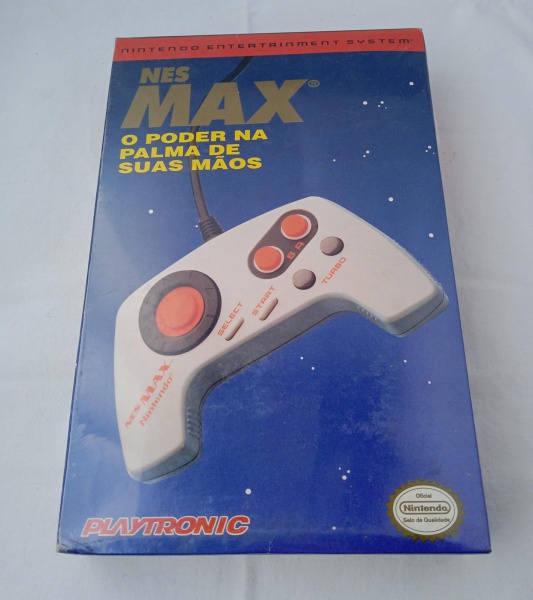 NINTENDO ENTERTAINMENT SYSTEM
NES
MAX®
O PODER NA
PALMA DE
SUAS MÃOS
B A
TURBO
SELECT
START
NES MAX
Nintendo®
PLAYTRONIC
Oficial
Nintendo
Selo de Qualidade